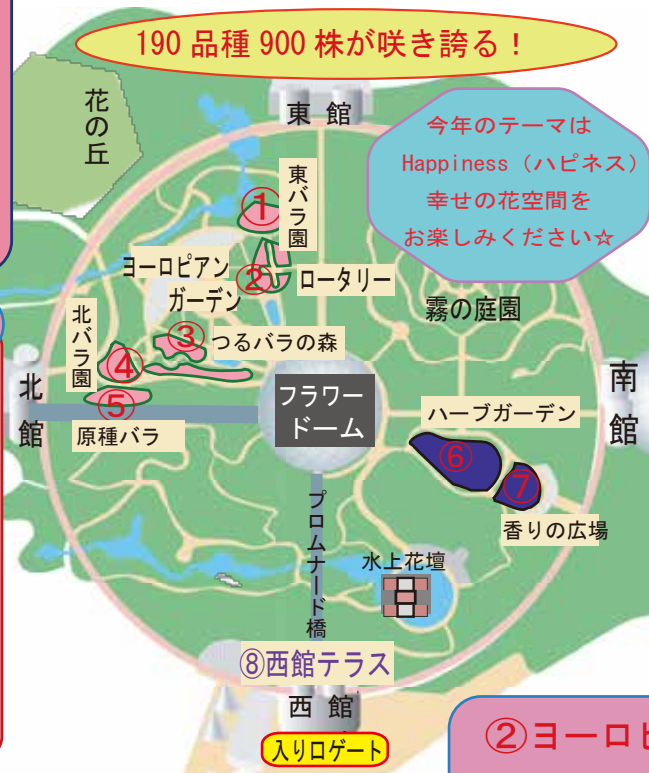 190品種900株が咲き誇る！
花の丘
東館
今年のテーマは
Happiness（ハピネス）
幸せの花空間を
お楽しみください☆
①
東バラ園
ヨーロピアン
ガーデン
②
ロータリー
霧の庭園
北バラ園
③
つるバラの森
④
⑤
原種バラ
北館
フラワー
ドーム
南館
ハーブガーデン
⑥
⑦
香りの広場
プロムナード橋
水上花壇
⑧西館テラス
西館
入り口ゲート
②ヨーロピ